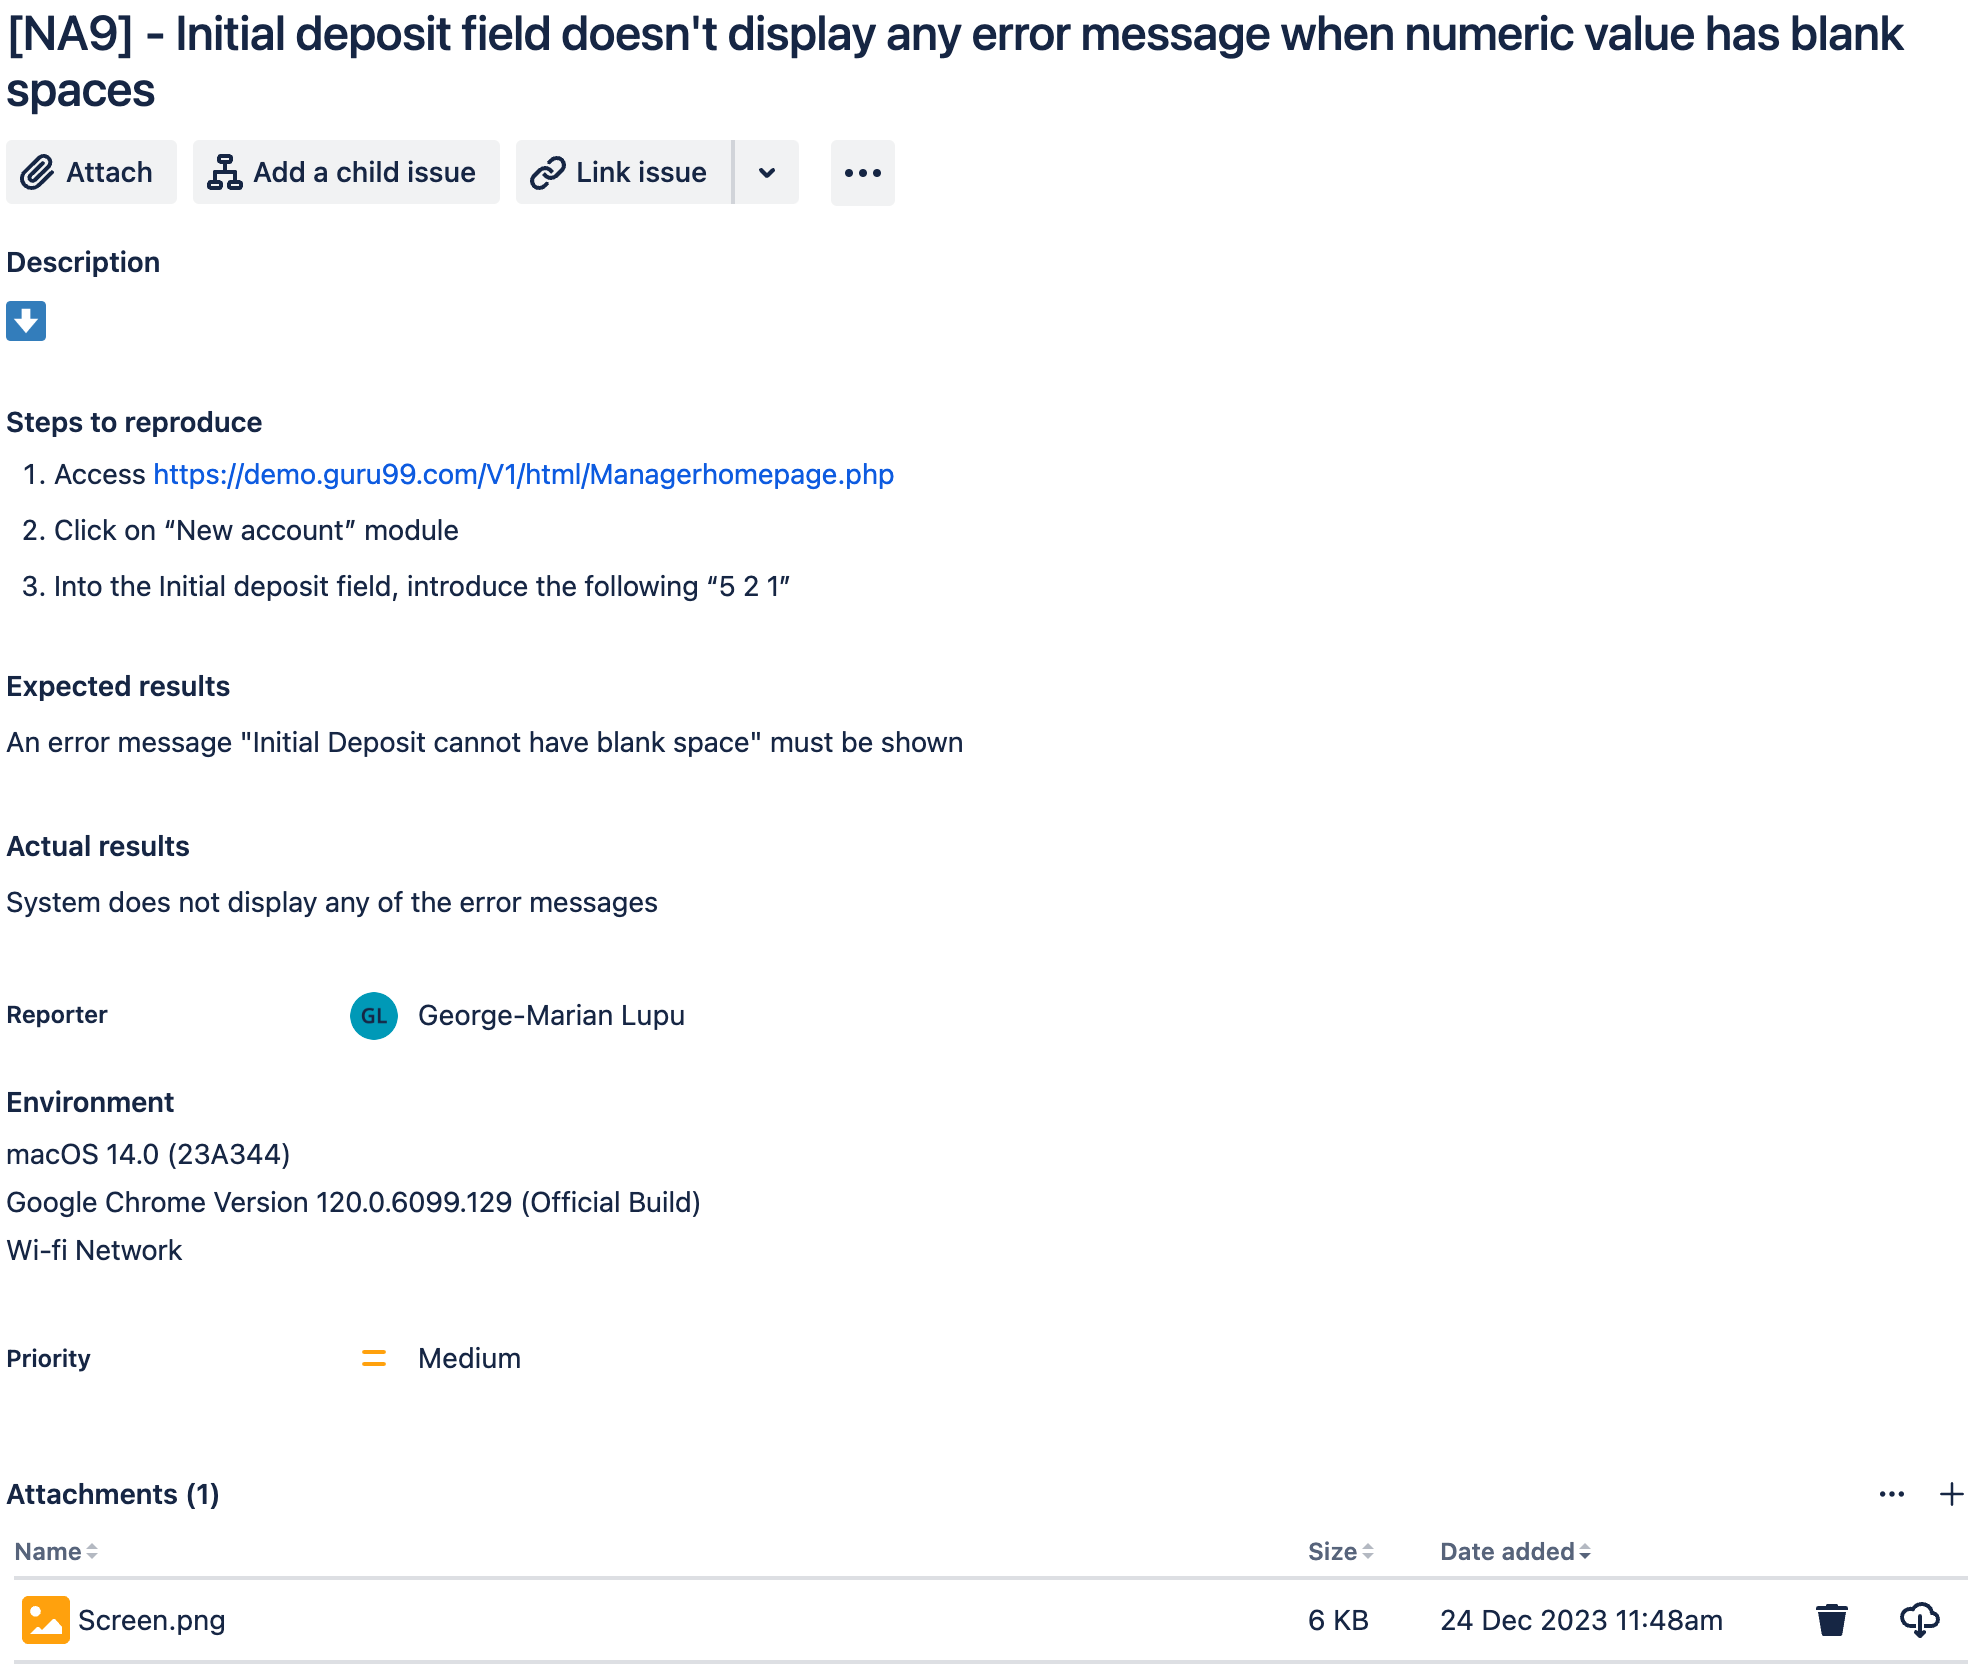 [NA9] - Initial deposit field doesn't display any error message when numeric value has blank
spaces
Attach
Add a child issue
Link issue
Description
Steps to reproduce
1. Access https://demo.guru99.com/V1/html/Managerhomepage.php
2. Click on “New account” module
3. Into the Initial deposit field, introduce the following “5 2 1”
Expected results
An error message "Initial Deposit cannot have blank space" must be shown
Actual results
System does not display any of the error messages
Reporter GL George-Marian Lupu
Environment
macOS 14.0 (23A344)
Google Chrome Version 120.0.6099.129 (Official Build)
Wi-fi Network
Priority Medium
Attachments (1)
Name Size Date added
Screen.png 6 KB 24 Dec 2023 11:48am